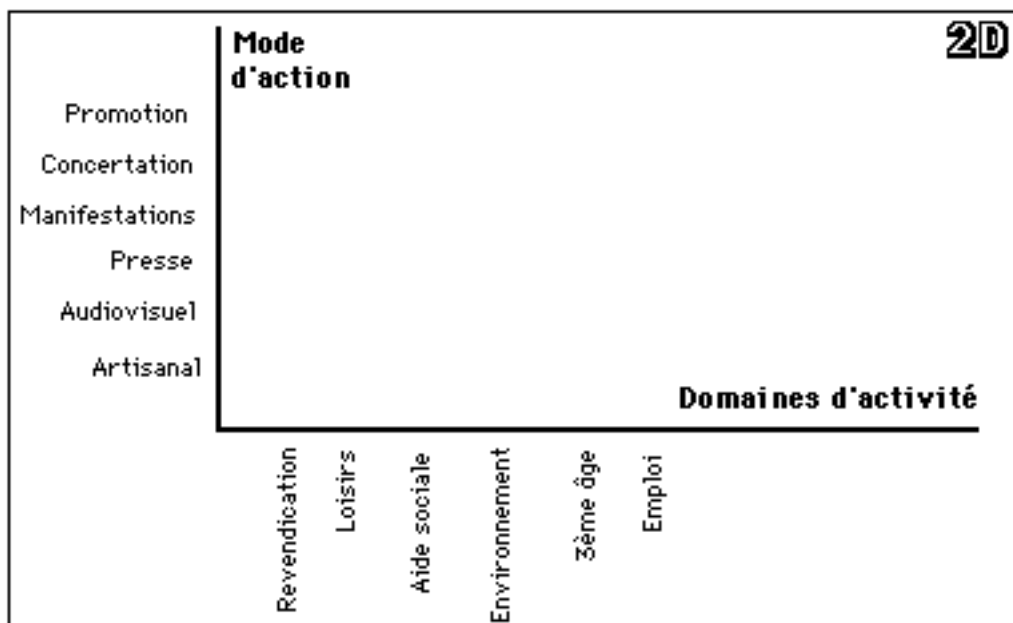 2D
Mode
d'action
Promotion
Concertation
Manifestations
Presse
Audiovisuel
Artisanal
Domaines d'activité
Revendication
Loisirs
Aide sociale
Environnement
3ème âge
Emploi